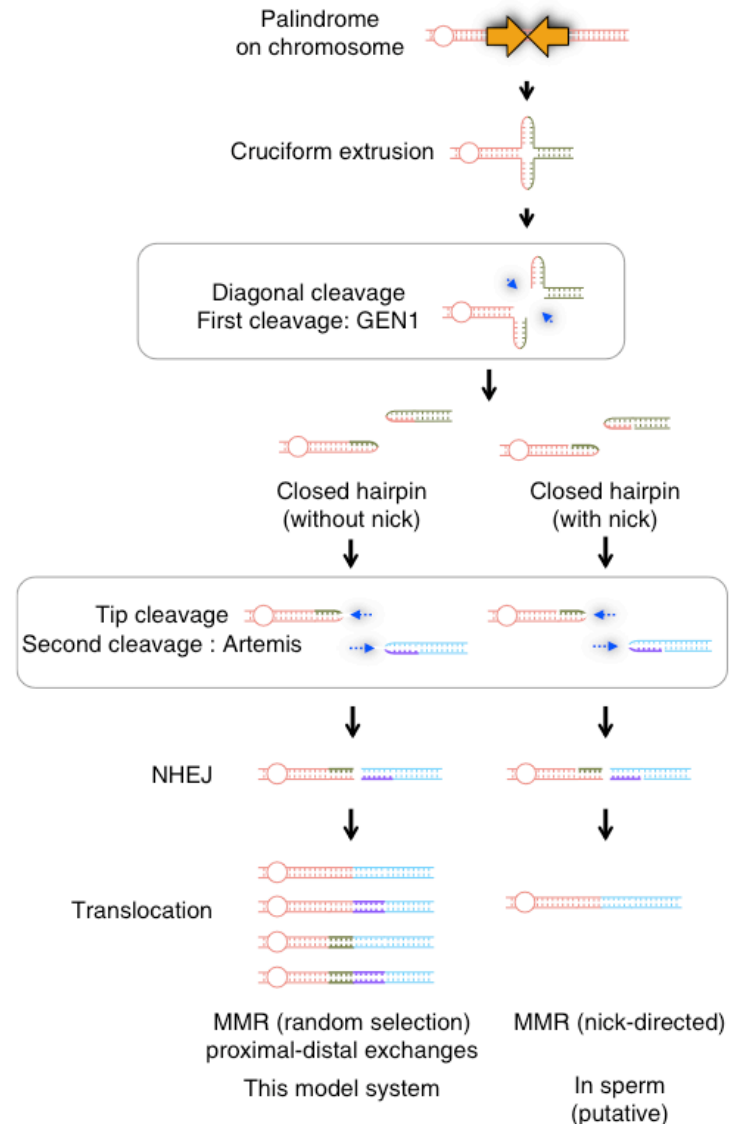 Palindrome
on chromosome
Cruciform extrusion
Diagonal cleavage
First cleavage: GEN1
Closed hairpin
(without nick)
Closed hairpin
(with nick)
Tip cleavage
Second cleavage : Artemis
NHEJ
Translocation
MMR (random selection)
proximal-distal exchanges
This model system
MMR (nick-directed)
In sperm
(putative)